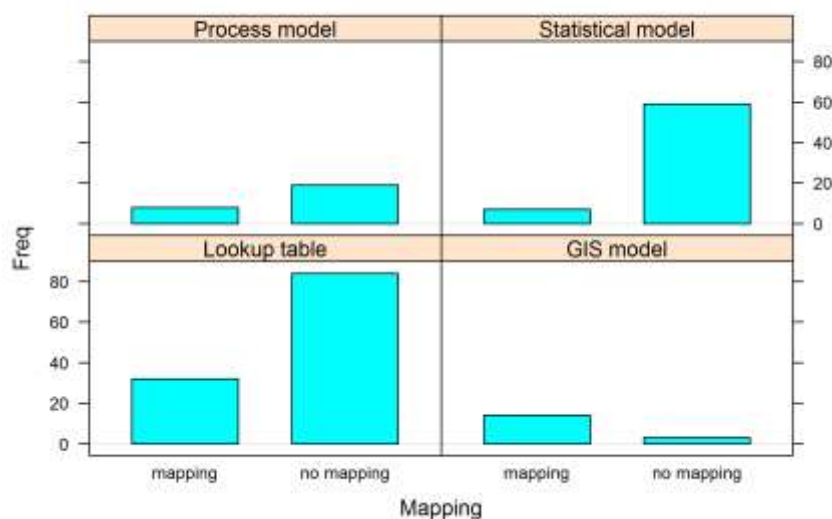 Process model
Statistical model
80
60
40
20
0
Freq
Lookup table
GIS model
80
60
40
20
0
mapping
no mapping
mapping
no mapping
Mapping